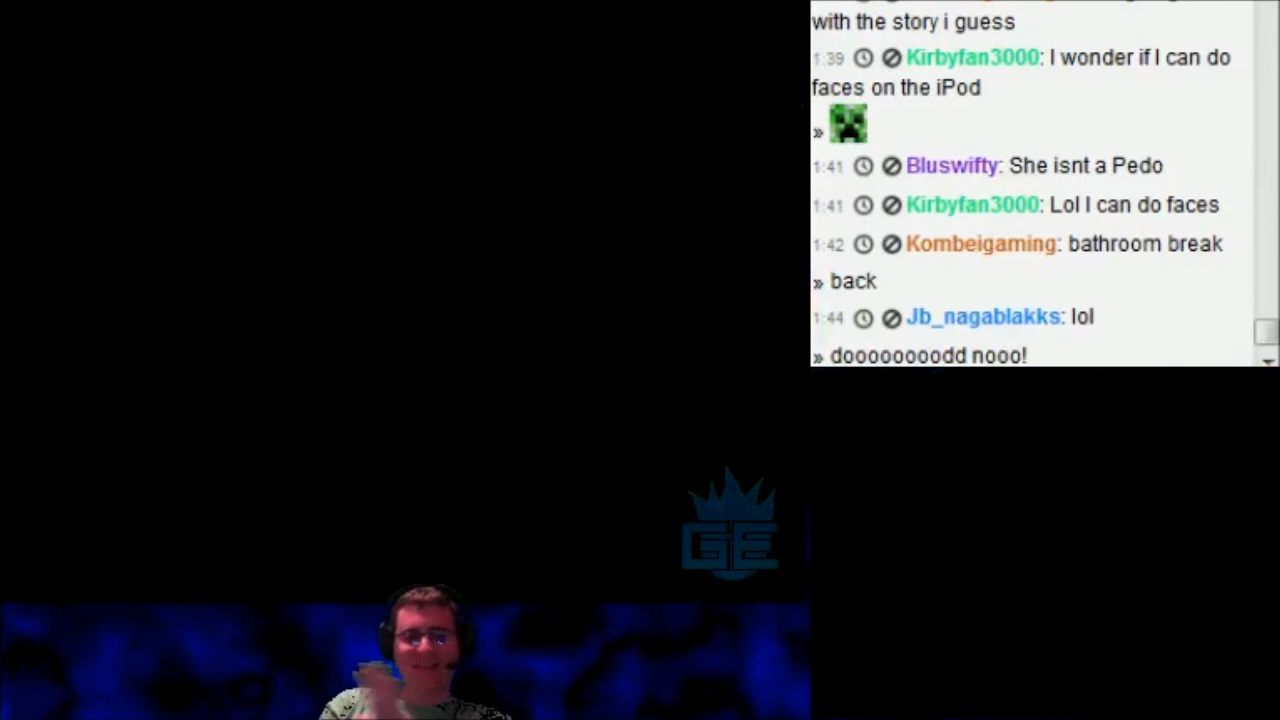 with the story i guess
1:39 Kirbyfan3000: I wonder if I can do
faces on the iPod
»
1:41 Bluswifty: She isnt a Pedo
1:41 Kirbyfan3000: Lol I can do faces
1:42 Kombeigaming: bathroom break
» back
1:44 Jb_nagablakks: lol
» doooooooodd nooo!
GE